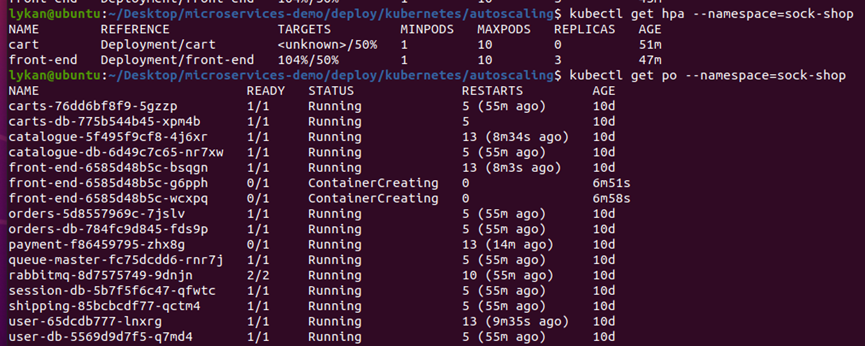 front-end Deployment/front-end 104%/50% 1 10 3 45m
lykan@ubuntu:~/Desktop/microservices-demo/deploy/kubernetes/autoscaling$ kubectl get hpa --namespace=sock-shop
NAME REFERENCE TARGETS MINPODS MAXPODS REPLICAS AGE
cart Deployment/cart <unknown>/50% 1 10 0 51m
front-end Deployment/front-end 104%/50% 1 10 3 47m
lykan@ubuntu:~/Desktop/microservices-demo/deploy/kubernetes/autoscaling$ kubectl get po --namespace=sock-shop
NAME READY STATUS RESTARTS AGE
carts-76dd6bf8f9-5gzzp 1/1 Running 5 (55m ago) 10d
carts-db-775b544b45-xpm4b 1/1 Running 5 10d
catalogue-5f495f9cf8-4j6xr 1/1 Running 13 (8m34s ago) 10d
catalogue-db-6d49c7c65-nr7xw 1/1 Running 5 (55m ago) 10d
front-end-6585d48b5c-bsqgn 1/1 Running 13 (8m3s ago) 10d
front-end-6585d48b5c-g6pph 0/1 ContainerCreating 0 6m51s
front-end-6585d48b5c-wcxpq 0/1 ContainerCreating 0 6m58s
orders-5d8557969c-7jslv 1/1 Running 5 (55m ago) 10d
orders-db-784fc9d845-fds9p 1/1 Running 5 (55m ago) 10d
payment-f86459795-zhx8g 0/1 Running 13 (14m ago) 10d
queue-master-fc75dcdd6-rnr7j 1/1 Running 5 (55m ago) 10d
rabbitmq-8d7575749-9dnjn 2/2 Running 10 (55m ago) 10d
session-db-5b7f5f6c47-qfwtc 1/1 Running 5 (55m ago) 10d
shipping-85bcbcdf77-qctm4 1/1 Running 5 (55m ago) 10d
user-65dcdb777-lnxrg 1/1 Running 13 (9m35s ago) 10d
user-db-5569d9d7f5-q7md4 1/1 Running 5 (55m ago) 10d